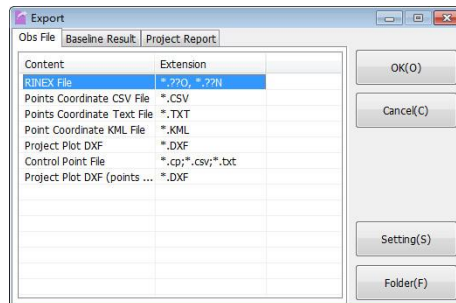 Export
Obs File Baseline Result Project Report
Content Extension
RINEX File *.??O, *.??N
Points Coordinate CSV File *.CSV
Points Coordinate Text File *.TXT
Point Coordinate KML File *.KML
Project Plot DXF *.DXF
Control Point File *.cp;*.csv;*.txt
Project Plot DXF (points ... *.DXF
OK(O)
Cancel(C)
Setting(S)
Folder(F)